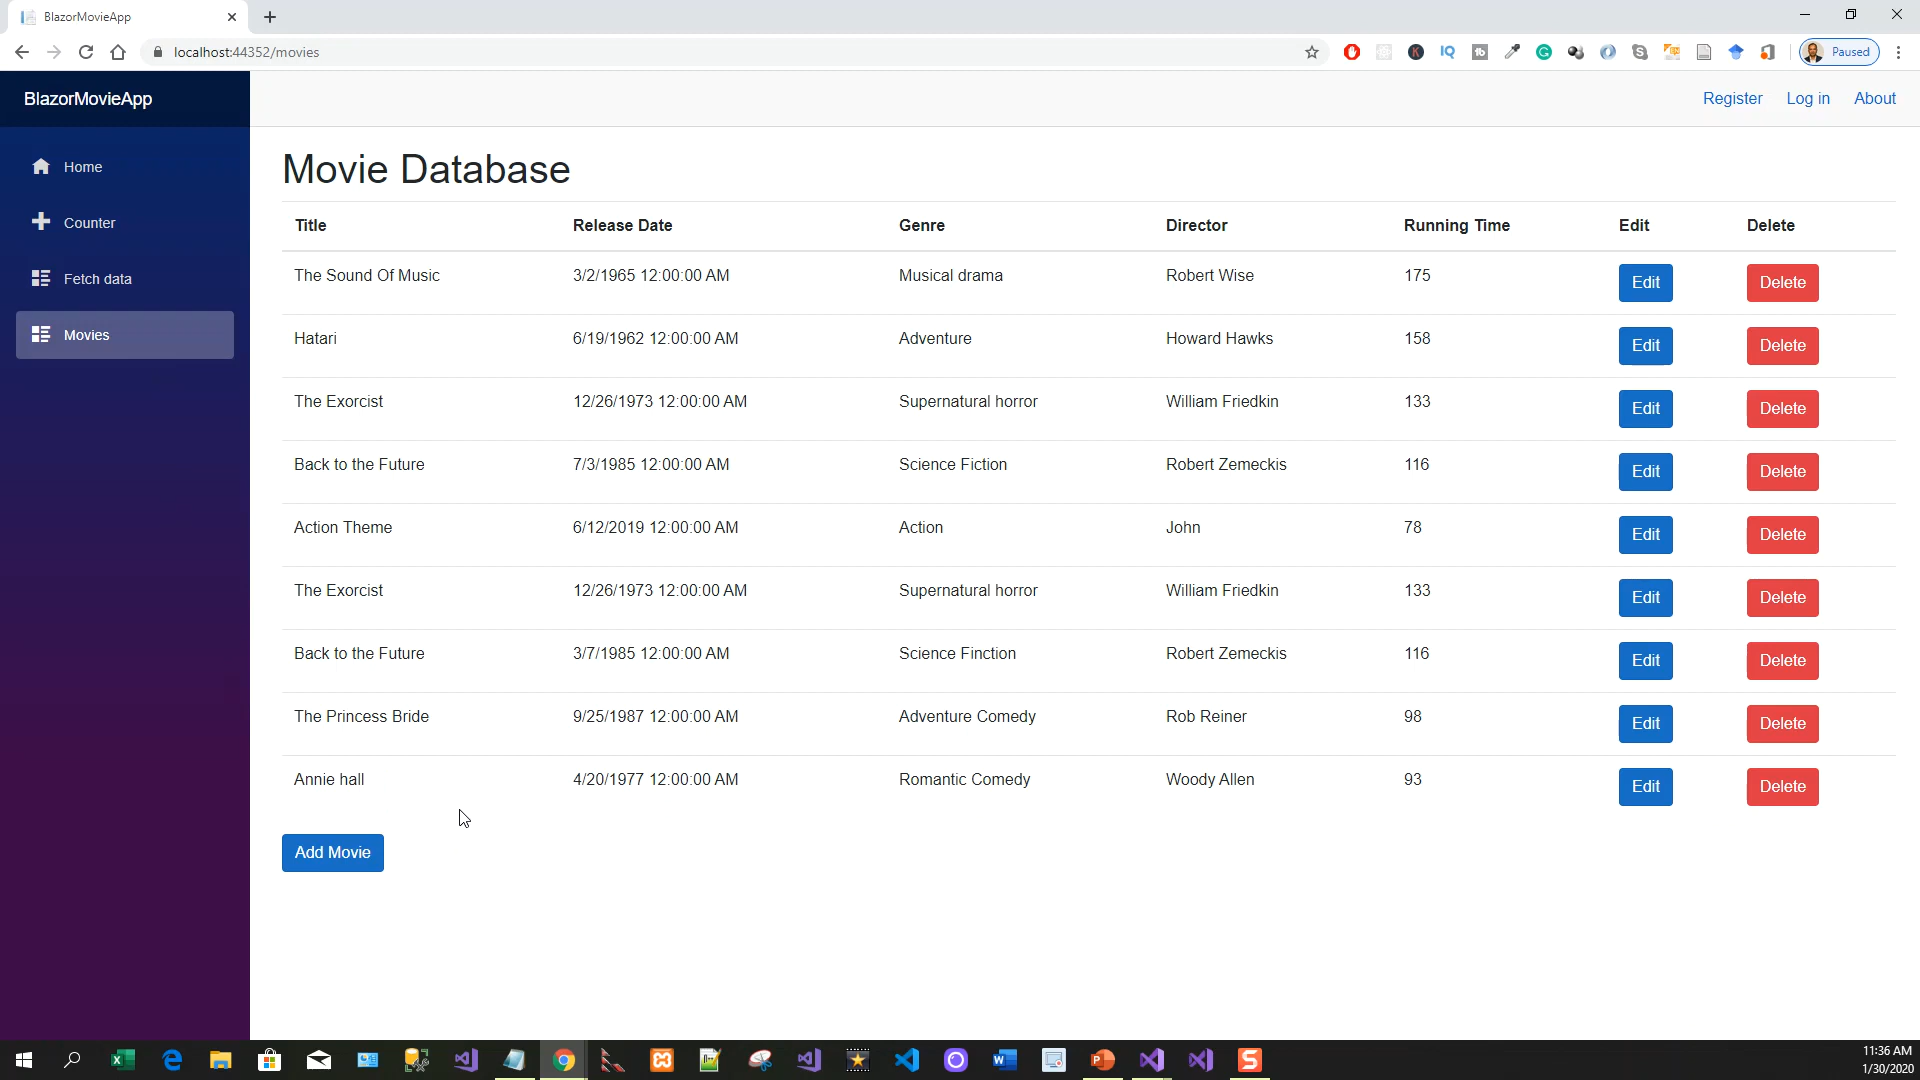 BlazorMovieApp
localhost:44352/movies
Paused
BlazorMovieApp
Register Log in About
Home
Counter
Fetch data
Movies
Movie Database
Title Release Date Genre Director Running Time Edit Delete
The Sound Of Music 3/2/1965 12:00:00 AM Musical drama Robert Wise 175 Edit Delete
Hatari 6/19/1962 12:00:00 AM Adventure Howard Hawks 158 Edit Delete
The Exorcist 12/26/1973 12:00:00 AM Supernatural horror William Friedkin 133 Edit Delete
Back to the Future 7/3/1985 12:00:00 AM Science Fiction Robert Zemeckis 116 Edit Delete
Action Theme 6/12/2019 12:00:00 AM Action John 78 Edit Delete
The Exorcist 12/26/1973 12:00:00 AM Supernatural horror William Friedkin 133 Edit Delete
Back to the Future 3/7/1985 12:00:00 AM Science Finction Robert Zemeckis 116 Edit Delete
The Princess Bride 9/25/1987 12:00:00 AM Adventure Comedy Rob Reiner 98 Edit Delete
Annie hall 4/20/1977 12:00:00 AM Romantic Comedy Woody Allen 93 Edit Delete
Add Movie
11:36 AM
1/30/2020